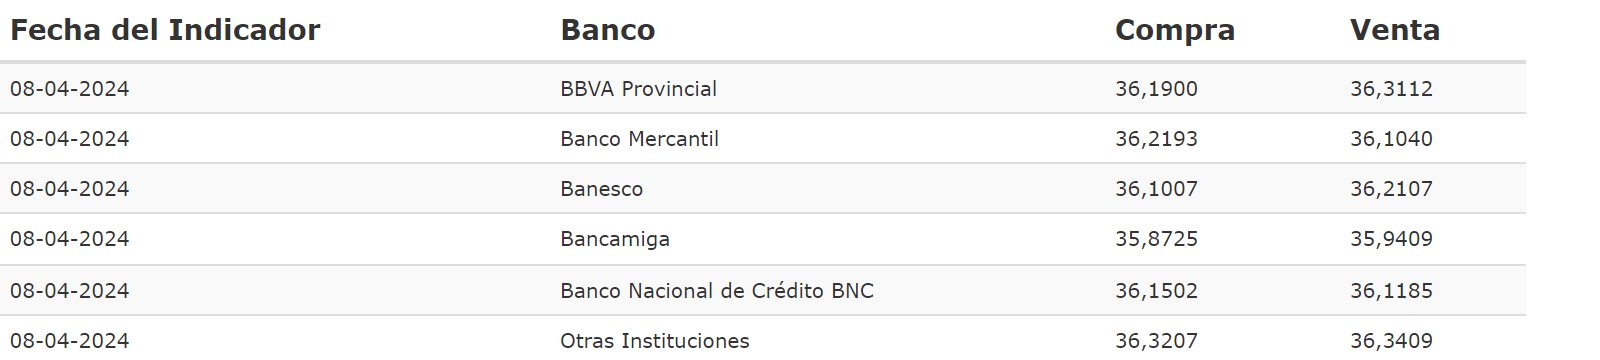 Fecha del Indicador Banco Compra Venta
08-04-2024 BBVA Provincial 36,1900 36,3112
08-04-2024 Banco Mercantil 36,2193 36,1040
08-04-2024 Banesco 36,1007 36,2107
08-04-2024 Bancamiga 35,8725 35,9409
08-04-2024 Banco Nacional de Crédito BNC 36,1502 36,1185
08-04-2024 Otras Instituciones 36,3207 36,3409